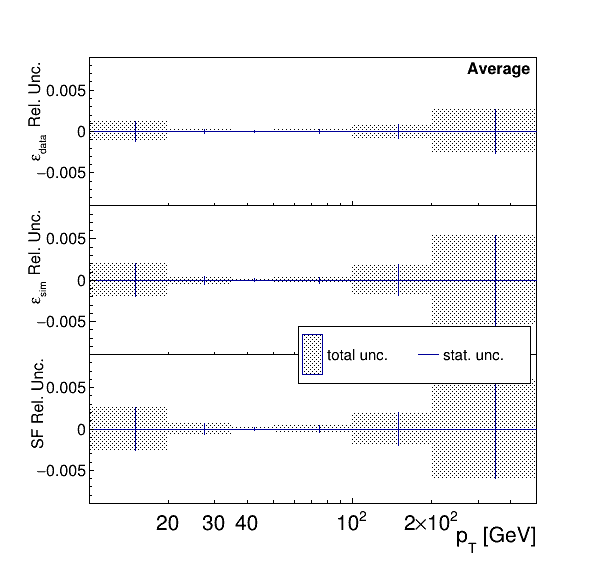 Average
ε_data Rel. Unc.
0.005
0
−0.005
ε_sim Rel. Unc.
0.005
0
−0.005
total unc.
stat. unc.
SF Rel. Unc.
0.005
0
−0.005
20 30 40 10² 2×10²
p_T [GeV]